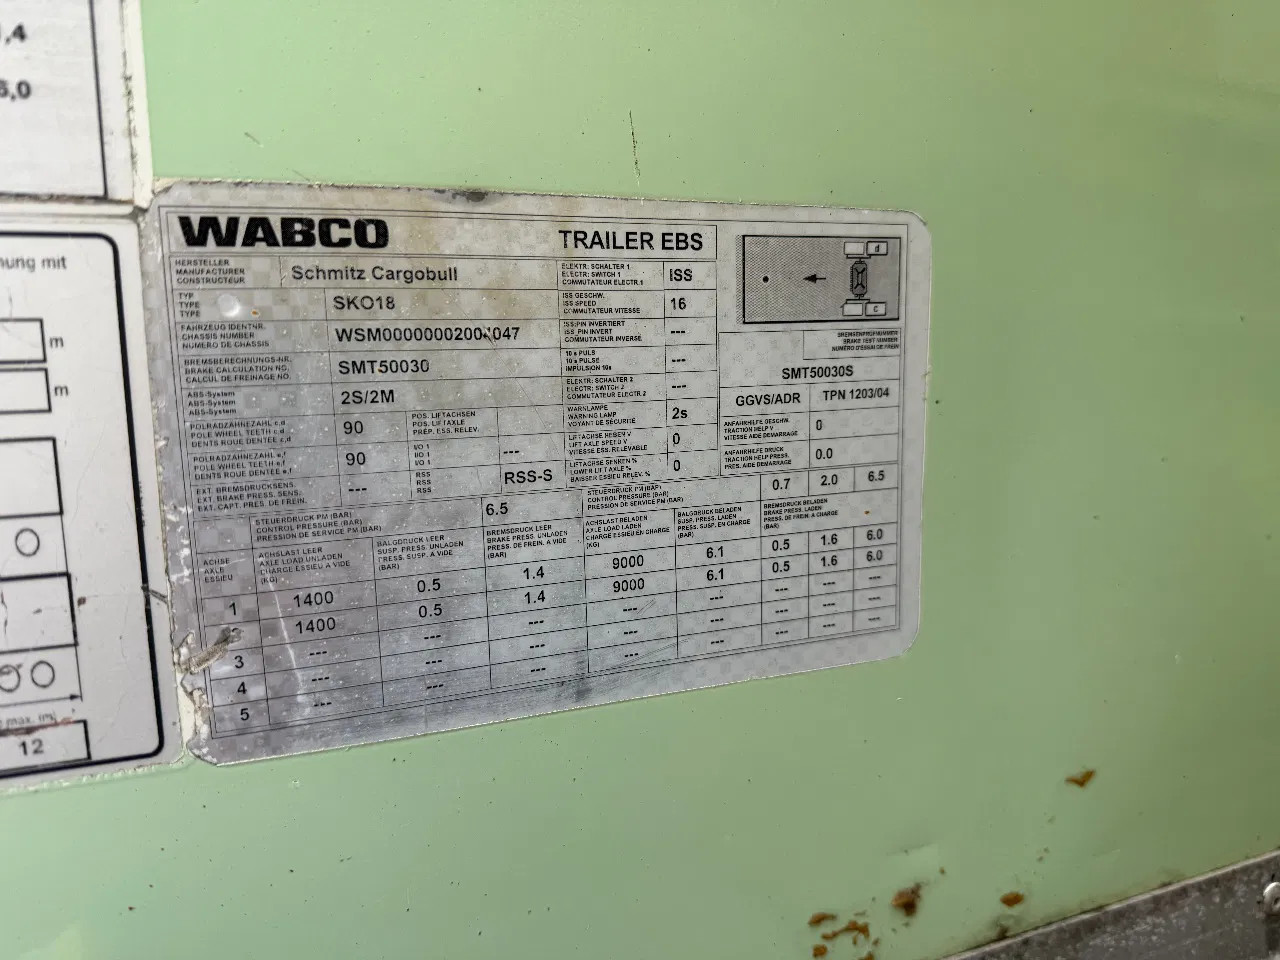 ,4
6,0
nung mit
m
m
max. (m)
12
WABCO
TRAILER EBS
HERSTELLER
MANUFACTURER
CONSTRUCTEUR
Schmitz Cargobull
TYP
TYPE
TYPE
SKO18
FAHRZEUG IDENTNR.
CHASSIS NUMBER
NUMÉRO DE CHASSIS
BREMSBERECHNUNGS-NR.
BRAKE CALCULATION NO.
CALCUL DE FREINAGE NO.
SMT50030
ABS-System
ABS-System
ABS-System
2S/2M
POLRADZAHNEZAHL c,d
POLE WHEEL TEETH c,d
DENTS ROUE DENTEE c,d
90
POS. LIFTACHSEN
POS. LIFTAXLE
PRÉP. ESS. RELEV.
POLRADZAHNEZAHL e,f
POLE WHEEL TEETH e,f
DENTS ROUE DENTEE e,f
90
I/O 1
I/O 1
I/O 1
---
EXT. BREMSDRUCKSENS.
EXT. BRAKE PRESS. SENS.
EXT. CAPT. PRES. DE FREIN.
---
RSS
RSS
RSS
RSS-S
ELEKTR. SCHALTER 1
ELECTR. SWITCH 1
COMMUTATEUR ELECTR.1
ISS
ISS GESCHW.
ISS SPEED
COMMUTATEUR VITESSE
16
ISS:PIN INVERTIERT
ISS:PIN INVERT
COMMUTATEUR INVERSE
---
10 s PULS
10 s PULSE
IMPULSION 10s
---
ELEKTR: SCHALTER 2
ELECTR: SWITCH 2
COMMUTATEUR ELECTR.2
---
WARNLAMPE
WARNING LAMP
VOYANT DE SÉCURITÉ
2s
LIFTACHSE HEBEN V
LIFT AXLE SPEED V
VITESSE ESS. RELEVABLE
0
LIFTACHSE SENKEN %
LOWER LIFT AXLE %
BAISSER ESSIEU RELEV. %
0
d
c
BREMSENPRÜFNUMMER
BRAKE TEST NUMBER
NUMÉRO D'ESSAI DE FREIN
SMT50030S
GGVS/ADR
TPN 1203/04
ANFAHRHILFE GESCHW.
TRACTION HELP V
VITESSE AIDE DEMARRAGE
0
ANFAHRHILFE DRUCK
TRACTION HELP PRESS.
PRES. AIDE DEMARRAGE
0.0
STEUERDRUCK PM (BAR)
CONTROL PRESSURE (BAR)
PRESSION DE SERVICE PM (BAR)
6.5
STEUERDRUCK PM (BAR)
CONTROL PRESSURE (BAR)
PRESSION DE SERVICE PM (BAR)
0.7 2.0 6.5
ACHSE
AXLE
ESSIEU
ACHSLAST LEER
AXLE LOAD UNLADEN
CHARGE ESSIEU A VIDE
(KG)
BALGDRUCK LEER
SUSP. PRESS. UNLADEN
PRESS. SUSP. A VIDE
(BAR)
BREMSDRUCK LEER
BRAKE PRESS. UNLADEN
PRESS. DE FREIN. A VIDE
(BAR)
ACHSLAST BELADEN
AXLE LOAD LADEN
CHARGE ESSIEU EN CHARGE
(KG)
BALGDRUCK BELADEN
SUSP. PRESS. LADEN
PRESS. SUSP. EN CHARGE
(BAR)
BREMSDRUCK BELADEN
BRAKE PRESS. LADEN
PRESS. DE FREIN. A CHARGE
(BAR)
1 1400 0.5 1.4 9000 6.1 0.5 1.6 6.0
1400 0.5 1.4 9000 6.1 0.5 1.6 6.0
3 --- --- --- --- --- --- --- ---
4 --- --- --- --- --- --- --- ---
5 --- --- --- --- --- --- --- ---